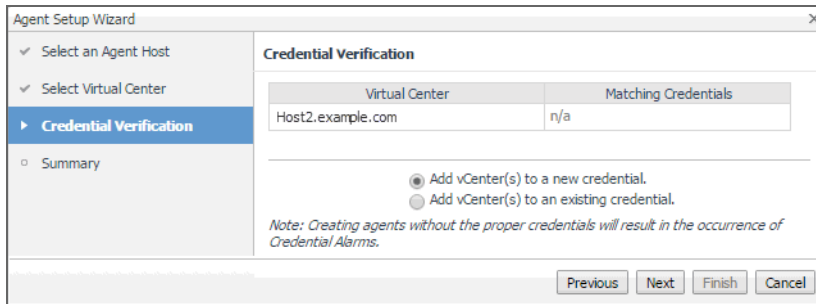 Agent Setup Wizard
Select an Agent Host
Select Virtual Center
Credential Verification
Summary
Credential Verification
Virtual Center Matching Credentials
Host2.example.com n/a
Add vCenter(s) to a new credential.
Add vCenter(s) to an existing credential.
Note: Creating agents without the proper credentials will result in the occurrence of
Credential Alarms.
Previous Next Finish Cancel